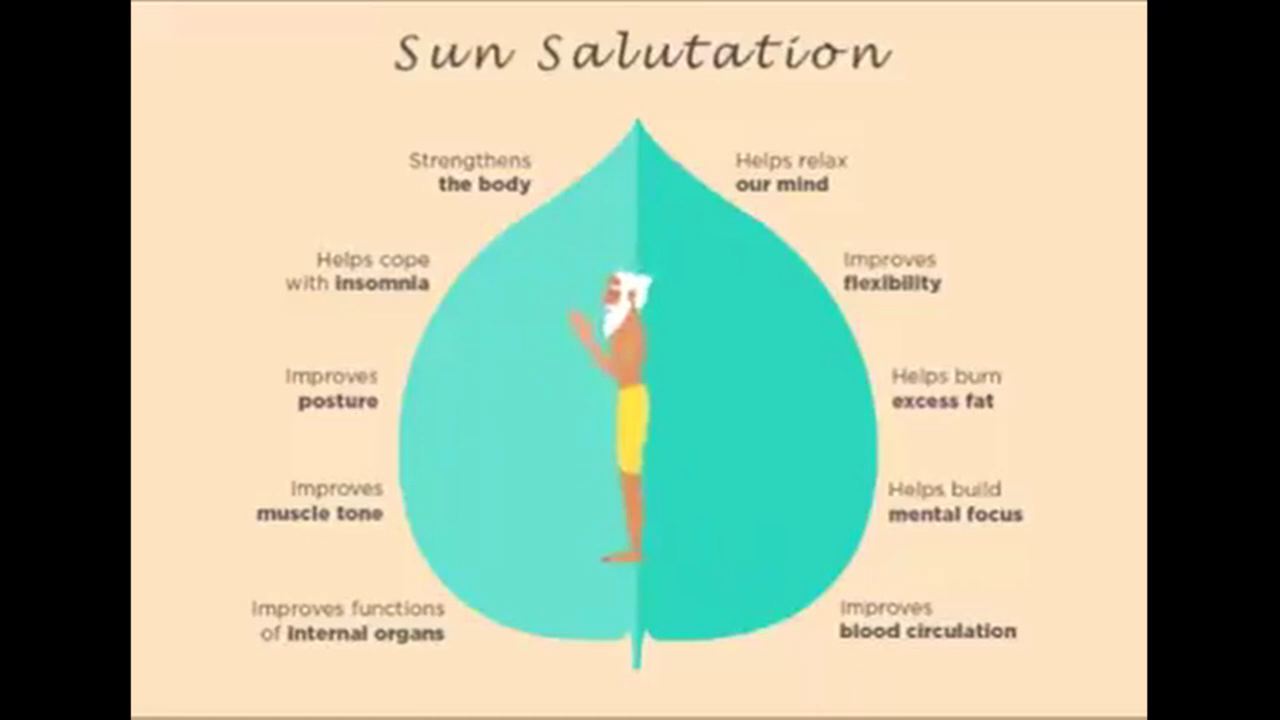 Sun Salutation
Strengthens
the body
Helps cope
with insomnia
Improves
posture
Improves
muscle tone
Improves functions
of internal organs
Helps relax
our mind
Improves
flexibility
Helps burn
excess fat
Helps build
mental focus
Improves
blood circulation